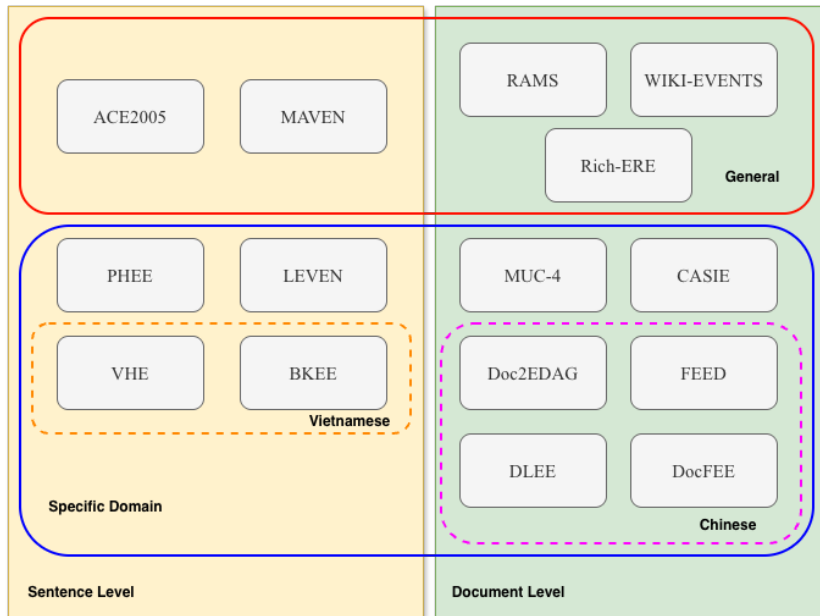 RAMS
WIKI-EVENTS
ACE2005
MAVEN
Rich-ERE
General
PHEE
LEVEN
MUC-4
CASIE
VHE
BKEE
Doc2EDAG
FEED
Vietnamese
DLEE
DocFEE
Specific Domain
Chinese
Sentence Level
Document Level